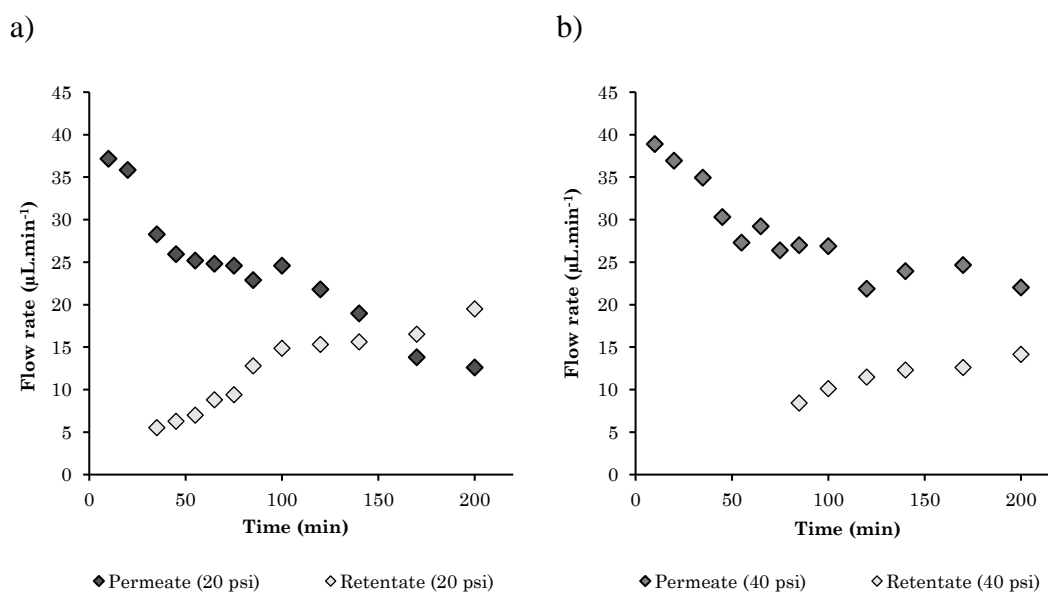 a)
b)
45
40
35
30
25
20
15
10
5
0
Flow rate (µL.min⁻¹)
0 50 100 150 200
Time (min)
◆ Permeate (20 psi) ◇ Retentate (20 psi)
45
40
35
30
25
20
15
10
5
0
Flow rate (µL.min⁻¹)
0 50 100 150 200
Time (min)
◆ Permeate (40 psi) ◇ Retentate (40 psi)